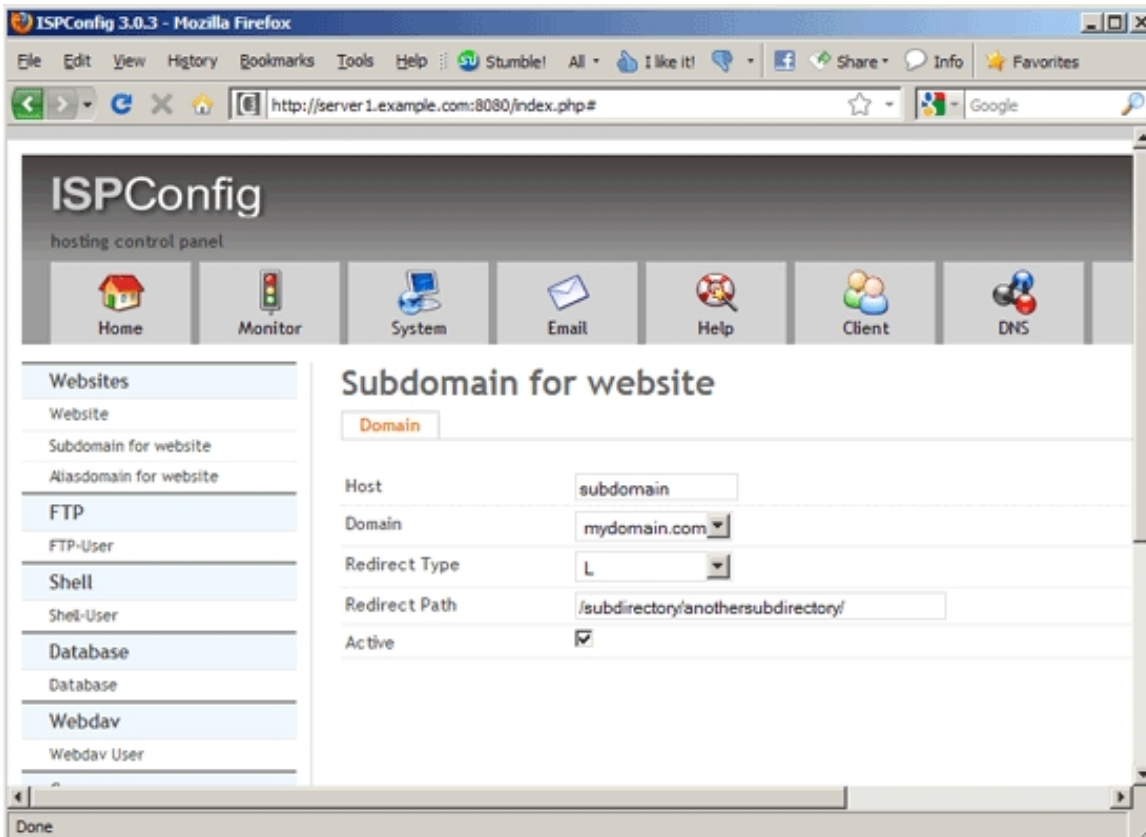 ISPConfig 3.0.3 - Mozilla Firefox
File Edit View History Bookmarks Tools Help Stumble! All I like it! Share Info Favorites
http://server1.example.com:8080/index.php# Google
ISPConfig
hosting control panel
Home Monitor System Email Help Client DNS
Websites
Website
Subdomain for website
Aliasdomain for website
FTP
FTP-User
Shell
Shell-User
Database
Database
Webdav
Webdav User
Subdomain for website
Domain
Host subdomain
Domain mydomain.com
Redirect Type L
Redirect Path /subdirectory/anothersubdirectory/
Active
Done